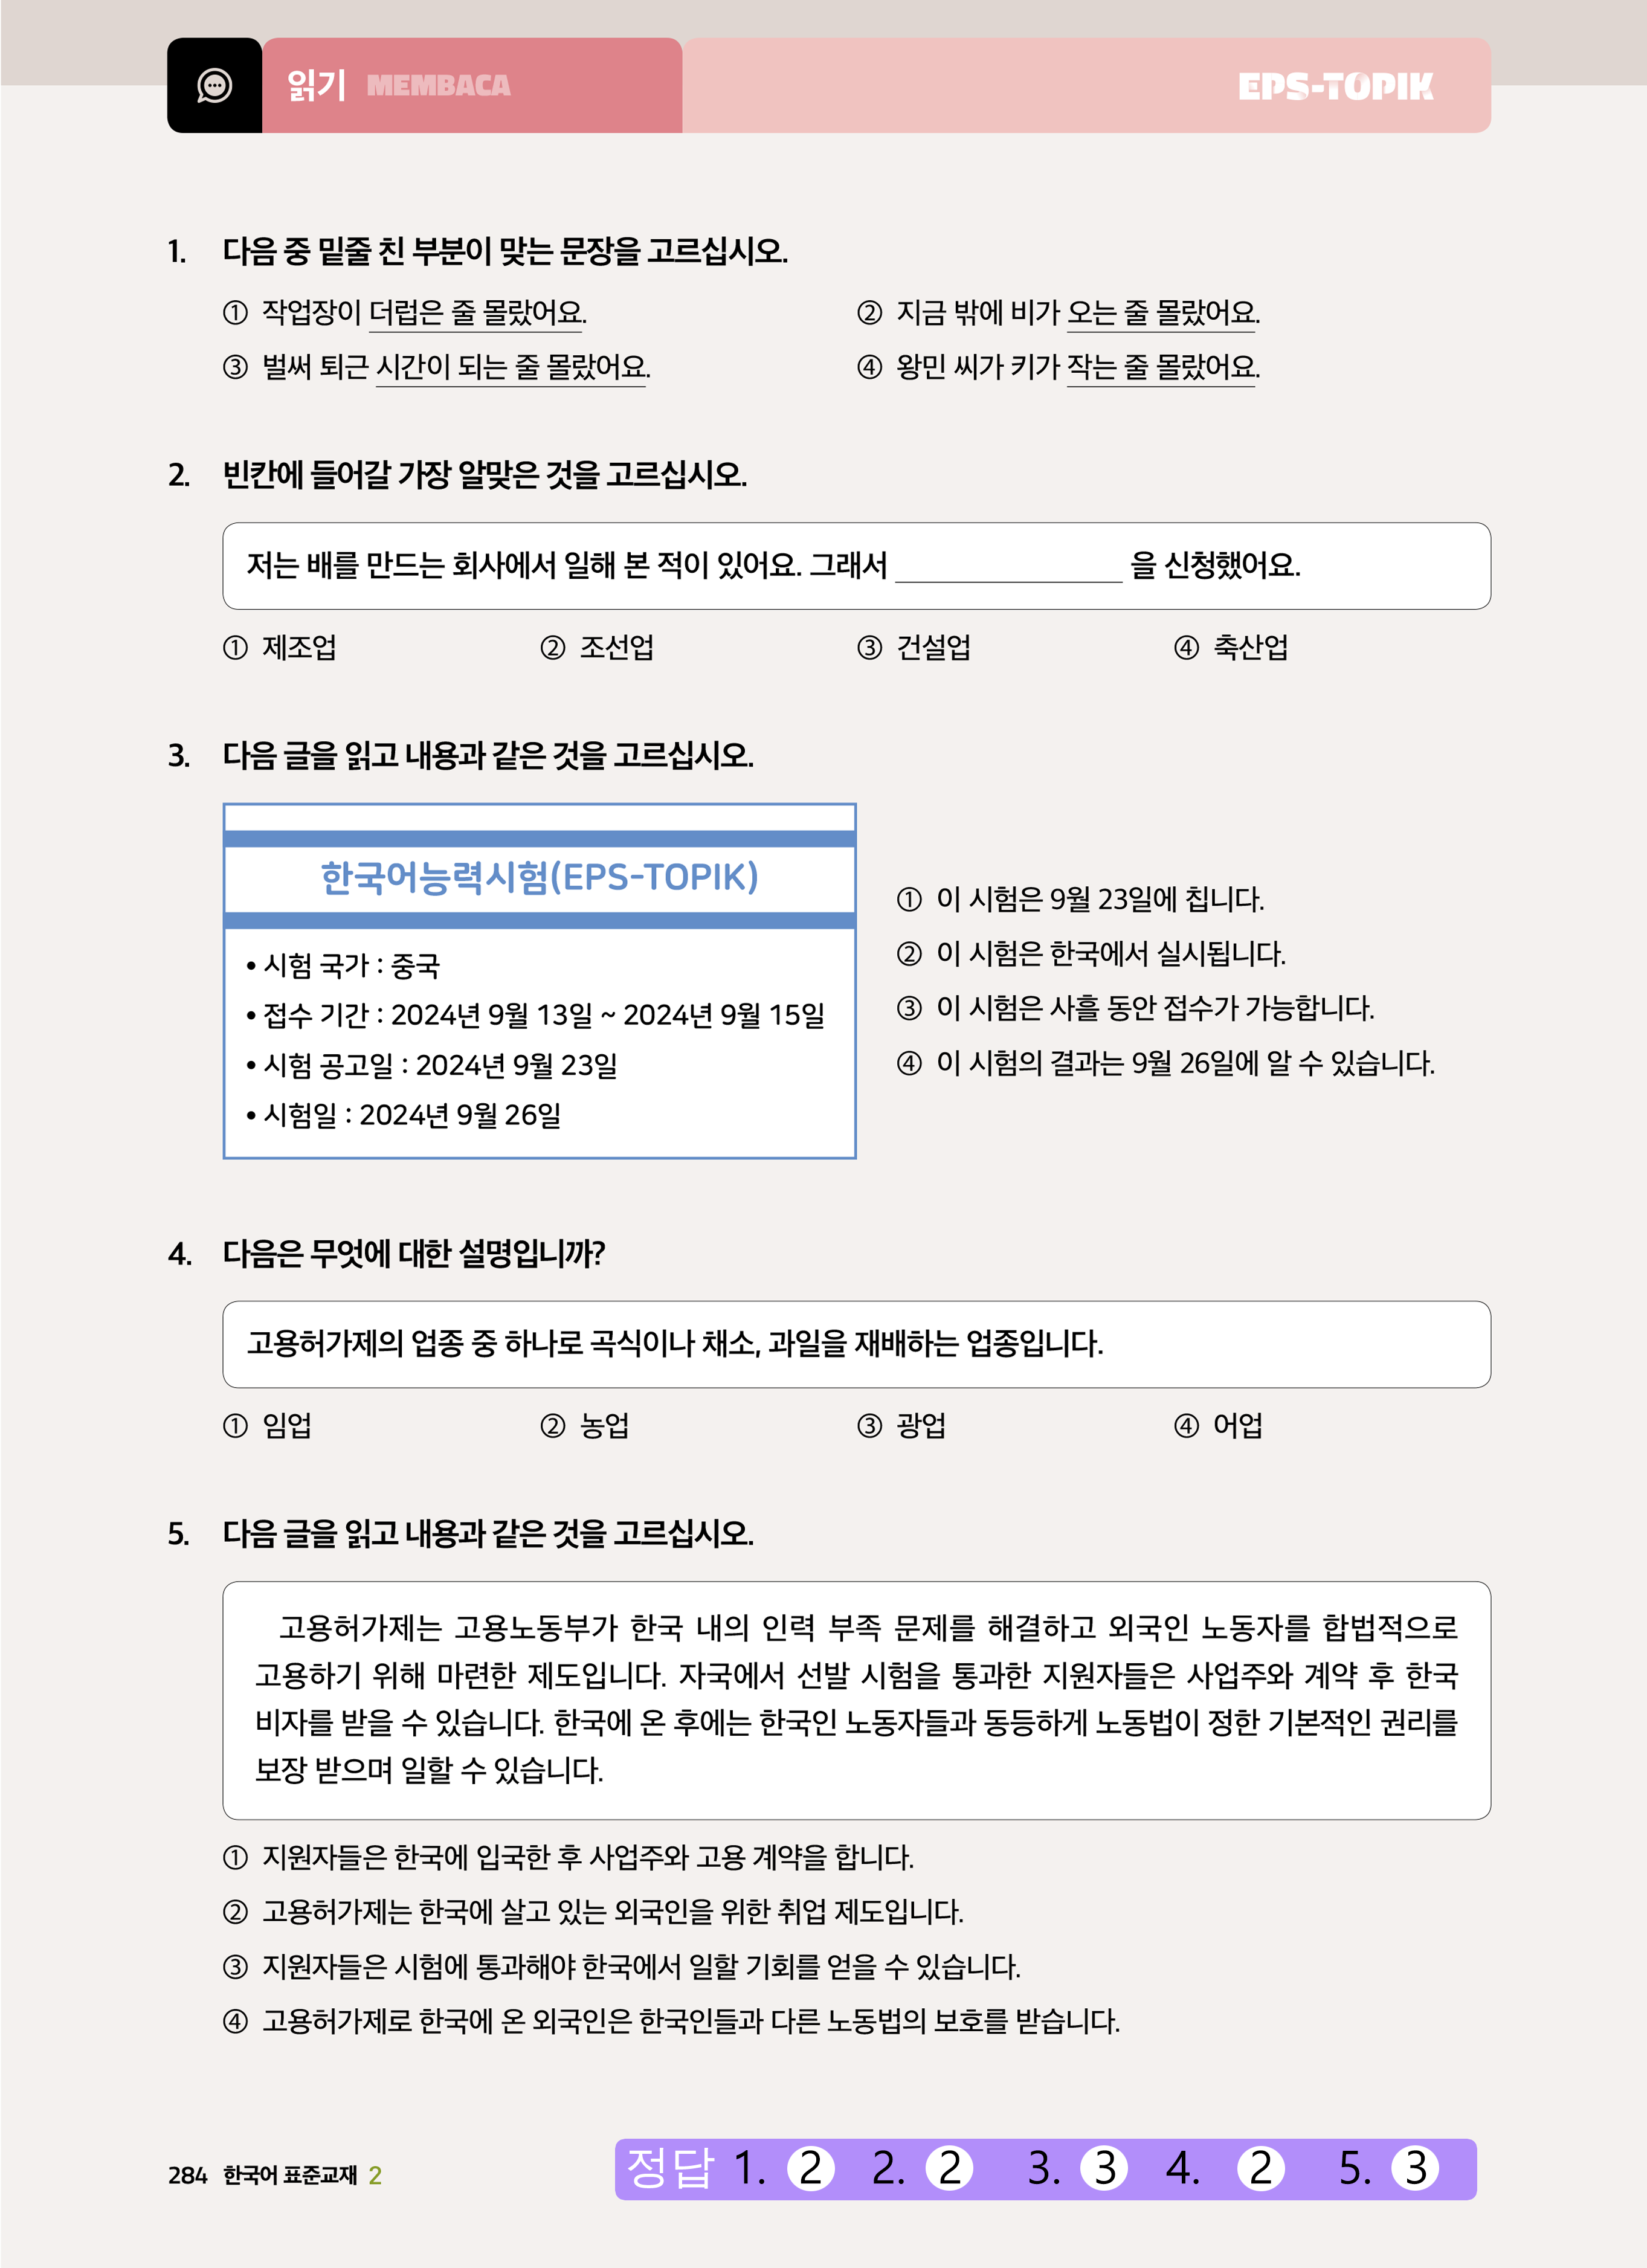 읽기 MEMBACA
EPS-TOPIK
1. 다음 중 밑줄 친 부분이 맞는 문장을 고르십시오.
① 작업장이 더럽은 줄 몰랐어요.
② 지금 밖에 비가 오는 줄 몰랐어요.
③ 벌써 퇴근 시간이 되는 줄 몰랐어요.
④ 왕민 씨가 키가 작는 줄 몰랐어요.
2. 빈칸에 들어갈 가장 알맞은 것을 고르십시오.
저는 배를 만드는 회사에서 일해 본 적이 있어요. 그래서 ______________ 을 신청했어요.
① 제조업 ② 조선업 ③ 건설업 ④ 축산업
3. 다음 글을 읽고 내용과 같은 것을 고르십시오.
한국어능력시험(EPS-TOPIK)
• 시험 국가 : 중국
• 접수 기간 : 2024년 9월 13일 ~ 2024년 9월 15일
• 시험 공고일 : 2024년 9월 23일
• 시험일 : 2024년 9월 26일
① 이 시험은 9월 23일에 칩니다.
② 이 시험은 한국에서 실시됩니다.
③ 이 시험은 사흘 동안 접수가 가능합니다.
④ 이 시험의 결과는 9월 26일에 알 수 있습니다.
4. 다음은 무엇에 대한 설명입니까?
고용허가제의 업종 중 하나로 곡식이나 채소, 과일을 재배하는 업종입니다.
① 임업 ② 농업 ③ 광업 ④ 어업
5. 다음 글을 읽고 내용과 같은 것을 고르십시오.
고용허가제는 고용노동부가 한국 내의 인력 부족 문제를 해결하고 외국인 노동자를 합법적으로
고용하기 위해 마련한 제도입니다. 자국에서 선발 시험을 통과한 지원자들은 사업주와 계약 후 한국
비자를 받을 수 있습니다. 한국에 온 후에는 한국인 노동자들과 동등하게 노동법이 정한 기본적인 권리를
보장 받으며 일할 수 있습니다.
① 지원자들은 한국에 입국한 후 사업주와 고용 계약을 합니다.
② 고용허가제는 한국에 살고 있는 외국인을 위한 취업 제도입니다.
③ 지원자들은 시험에 통과해야 한국에서 일할 기회를 얻을 수 있습니다.
④ 고용허가제로 한국에 온 외국인은 한국인들과 다른 노동법의 보호를 받습니다.
284 한국어 표준교재 2
정답 1. 2 2. 2 3. 3 4. 2 5. 3